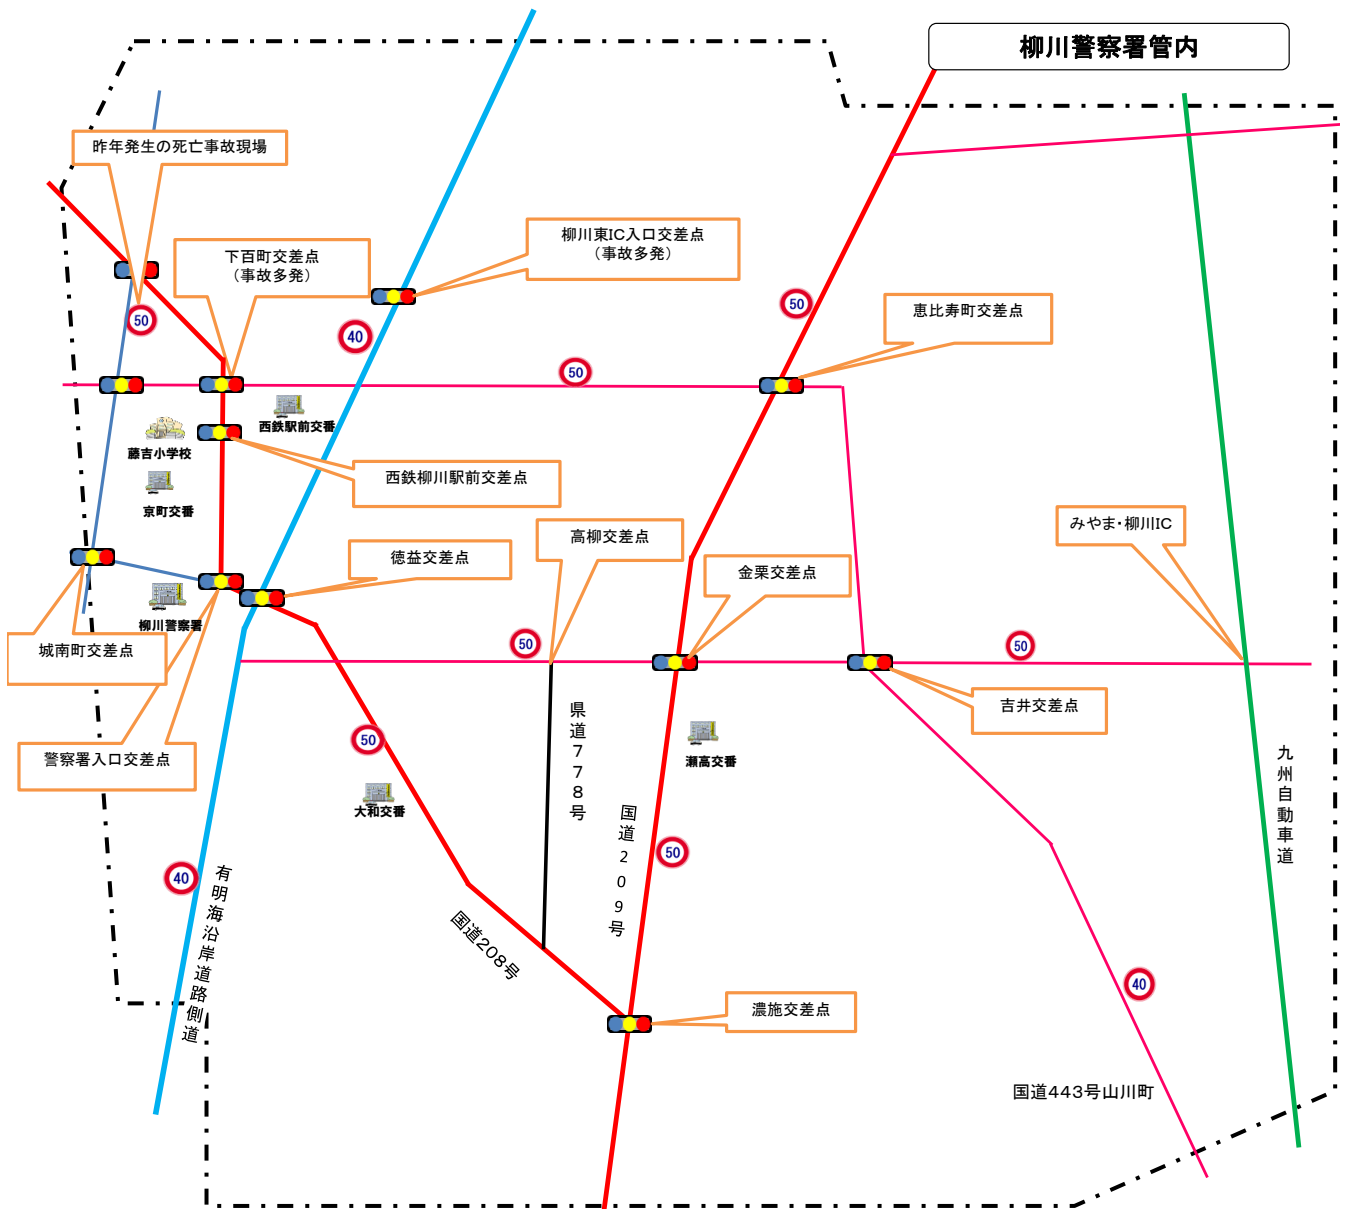 柳川警察署管内
昨年発生の死亡事故現場
下百町交差点
（事故多発）
柳川東IC入口交差点
（事故多発）
恵比寿町交差点
50
50
40
50
西鉄駅前交番
藤吉小学校
京町交番
西鉄柳川駅前交差点
高柳交差点
みやま・柳川IC
徳益交差点
金栗交差点
柳川警察署
城南町交差点
50
50
吉井交差点
警察署入口交差点
50
県道778号
瀬高交番
九州自動車道
大和交番
国道209号
50
40
有明海沿岸道路側道
国道208号
40
濃施交差点
国道443号山川町